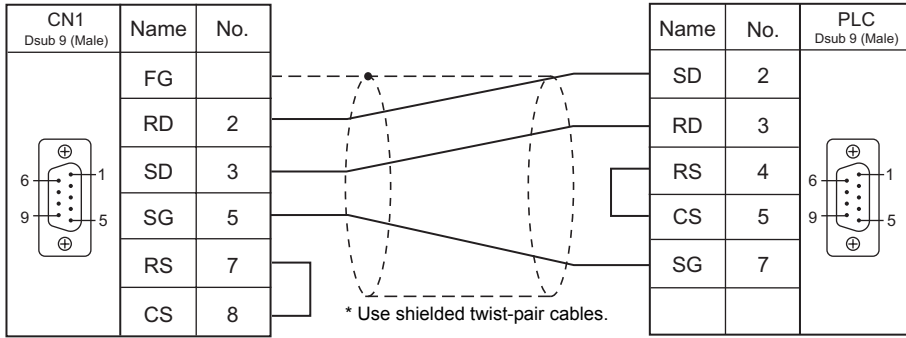 CN1
Dsub 9 (Male)
Name No.
FG
RD 2
SD 3
SG 5
RS 7
CS 8
1
6
9
5
* Use shielded twist-pair cables.
Name No.
PLC
Dsub 9 (Male)
SD 2
RD 3
RS 4
CS 5
SG 7
1
6
9
5